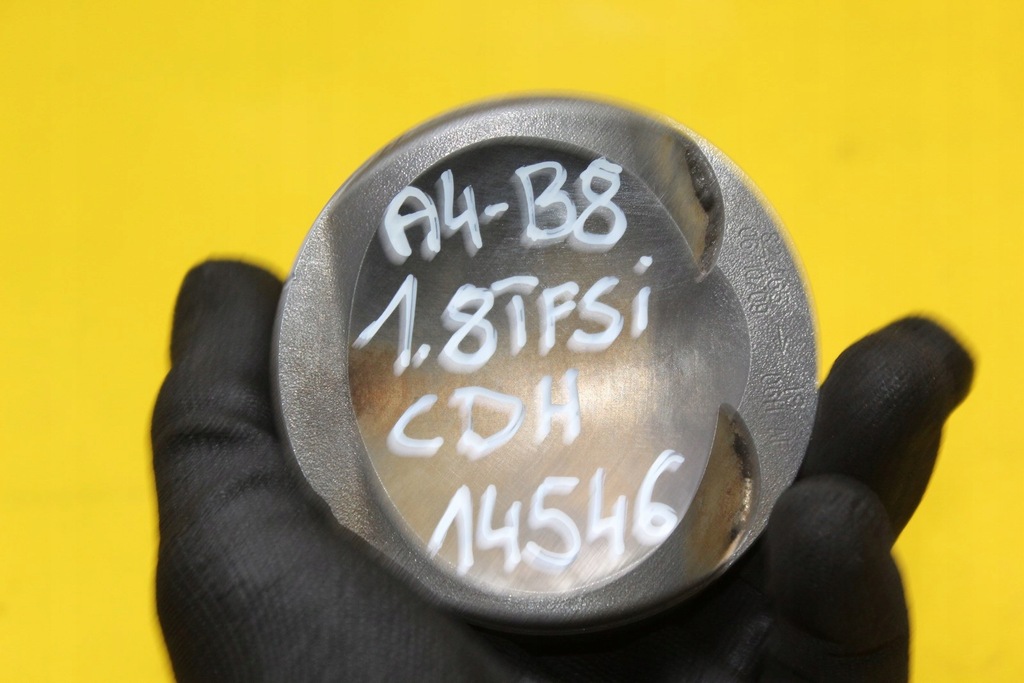 A4-B8
1.8TFSi
CDH
14546